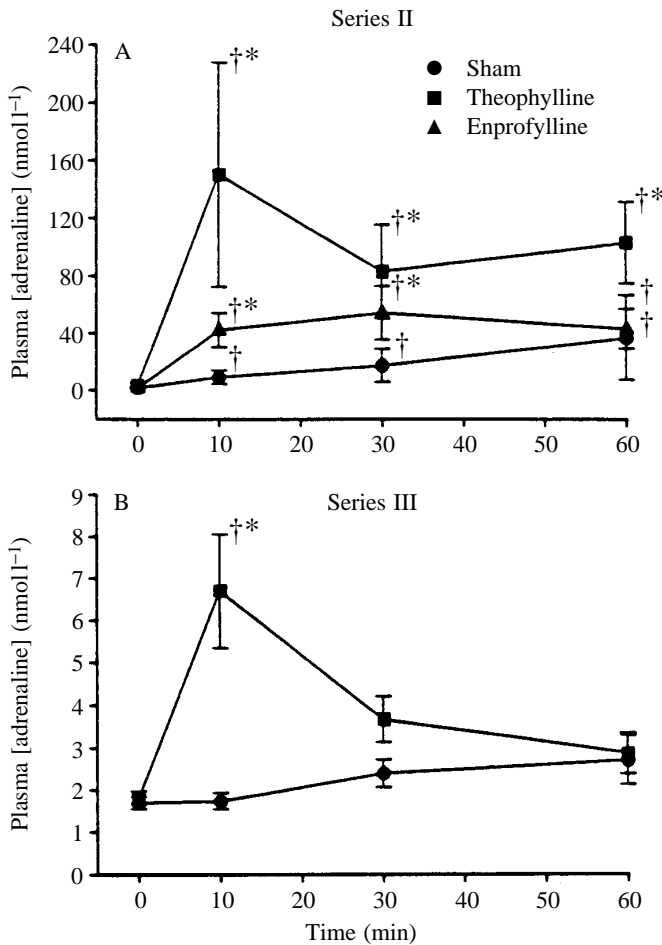 Series II
A
Sham
Theophylline
Enprofylline
Plasma [adrenaline] (nmol l⁻¹)
240
200
160
120
80
40
0
†*
†*
†
†*
†*
†
†*
†
†
0 10 20 30 40 50 60
B
Series III
Plasma [adrenaline] (nmol l⁻¹)
9
8
7
6
5
4
3
2
1
0
†*
0 10 20 30 40 50 60
Time (min)